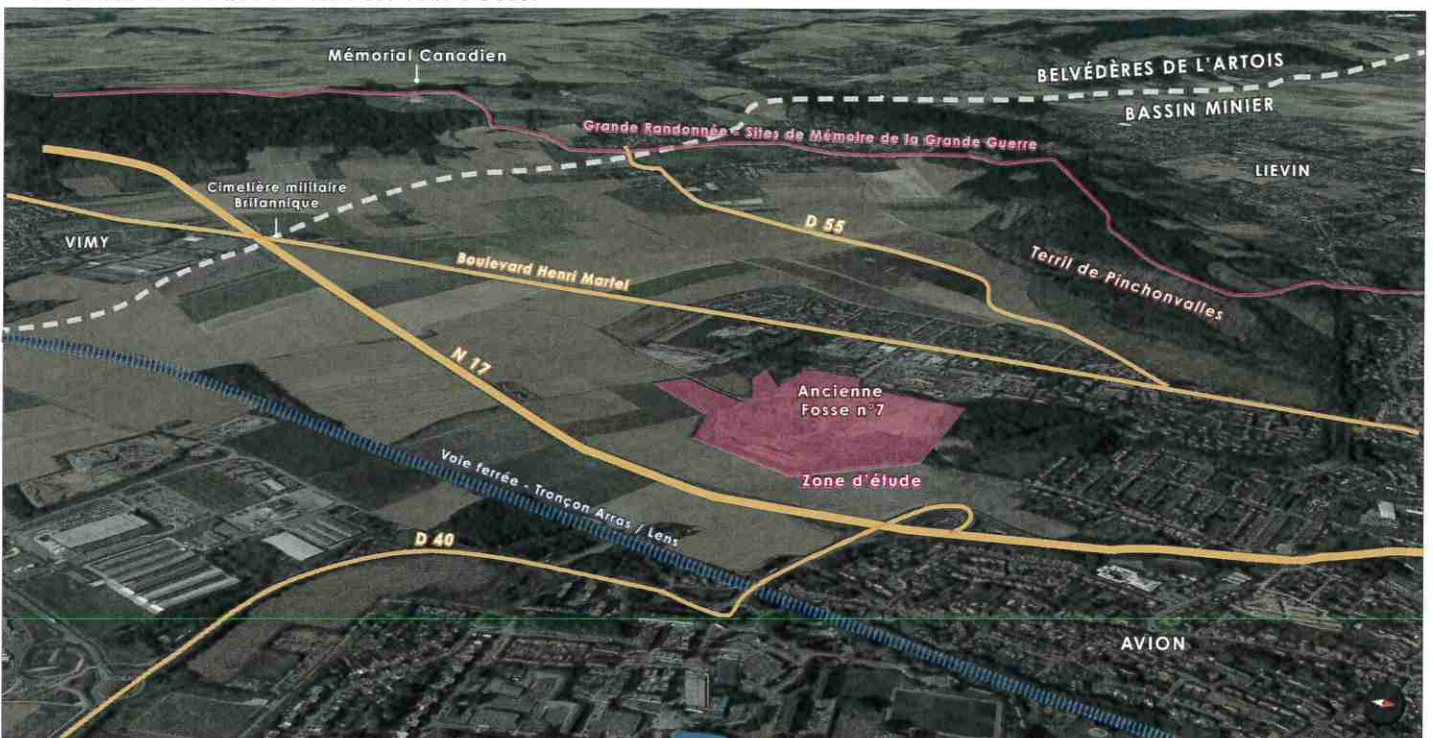 Mémorial Canadien
BELVÉDÈRES DE L'ARTOIS
BASSIN MINIER
Grande Randonnée - Sites de Mémoire de la Grande Guerre
LIEVIN
Cimetière militaire
Britannique
VIMY
D 55
Boulevard Henri Martel
Terril de Pinchonvalles
N 17
Ancienne
Fosse n°7
Zone d'étude
Voie ferrée - Tronçon Arras / Lens
D 40
AVION